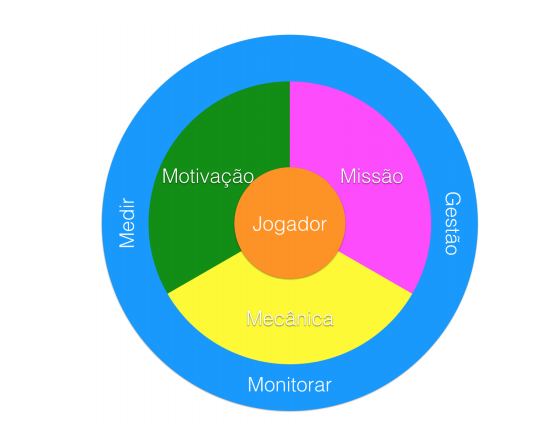 Motivação
Missão
Medir
Jogador
Gestão
Mecânica
Monitorar